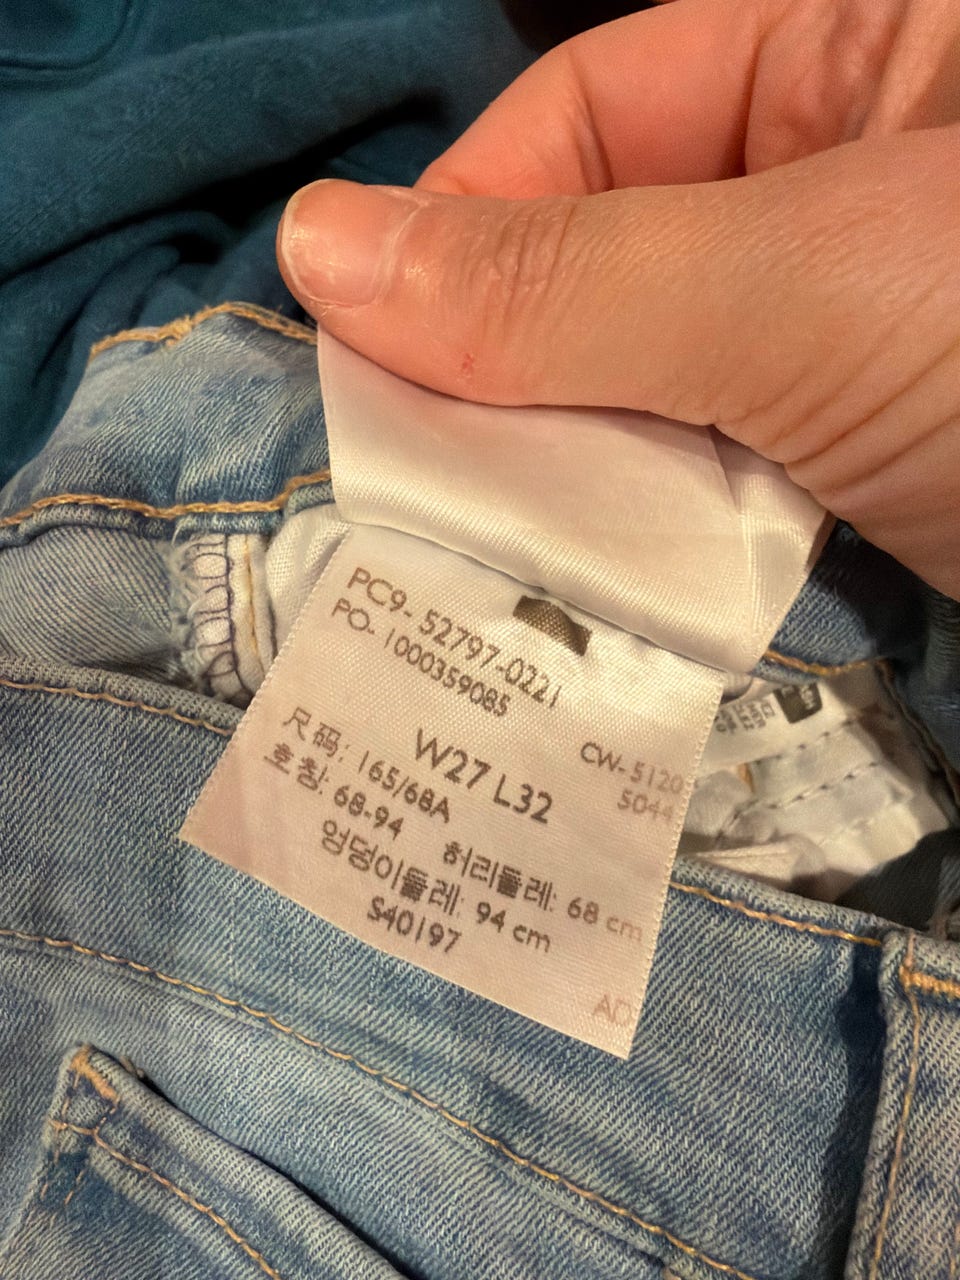 PC9- 52797-0221
PO- 1000359085
CW- 5120
5044
W27 L32
尺码: 165/68A
호칭: 68-94
허리둘레: 68 cm
엉덩이둘레: 94 cm
S40197
AD